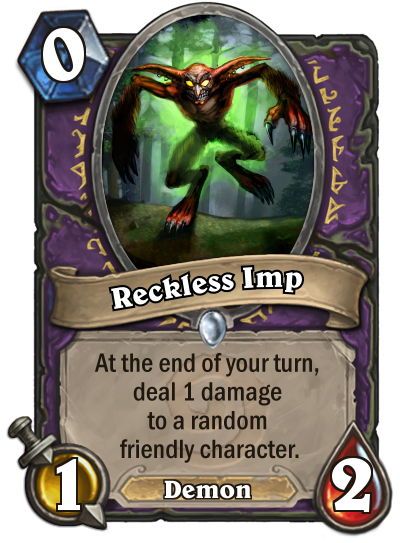 0
Reckless Imp
At the end of your turn,
deal 1 damage
to a random
friendly character.
Demon
1
2